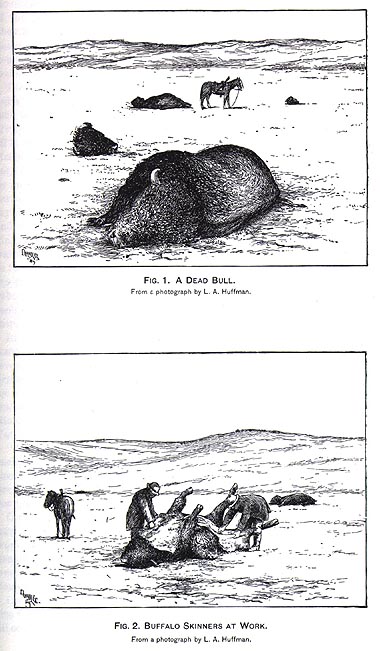 FIG. 1. A DEAD BULL.
From a photograph by L. A. Huffman.
FIG. 2. BUFFALO SKINNERS AT WORK.
From a photograph by L. A. Huffman.